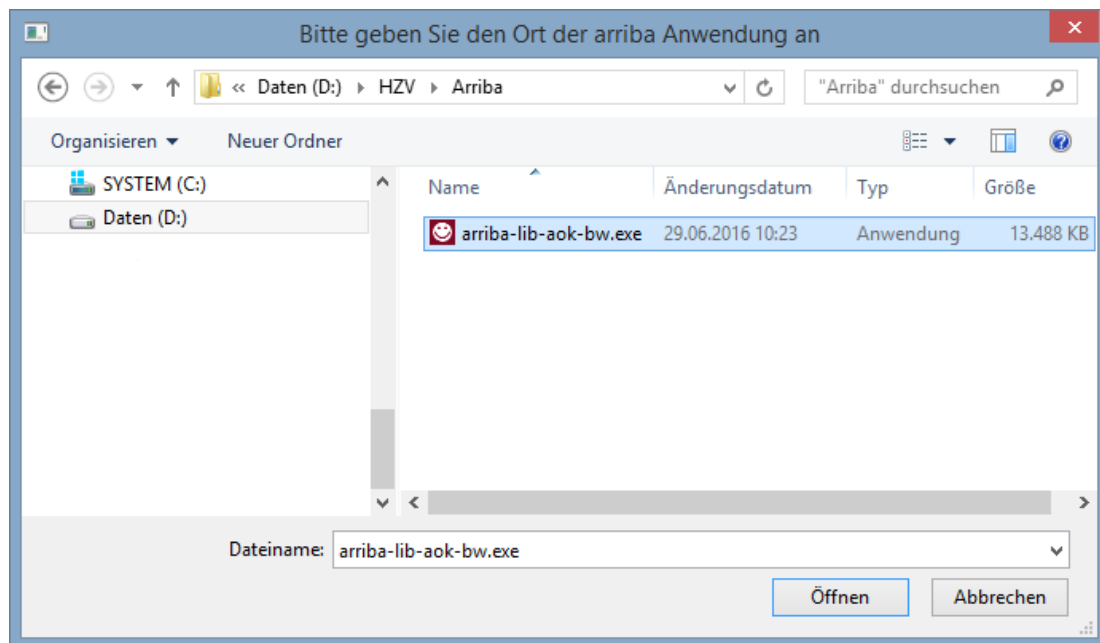 Bitte geben Sie den Ort der arriba Anwendung an
« Daten (D:) HZV Arriba "Arriba" durchsuchen
Organisieren Neuer Ordner
SYSTEM (C:)
Daten (D:)
Name Änderungsdatum Typ Größe
arriba-lib-aok-bw.exe 29.06.2016 10:23 Anwendung 13.488 KB
Dateiname: arriba-lib-aok-bw.exe
Öffnen Abbrechen